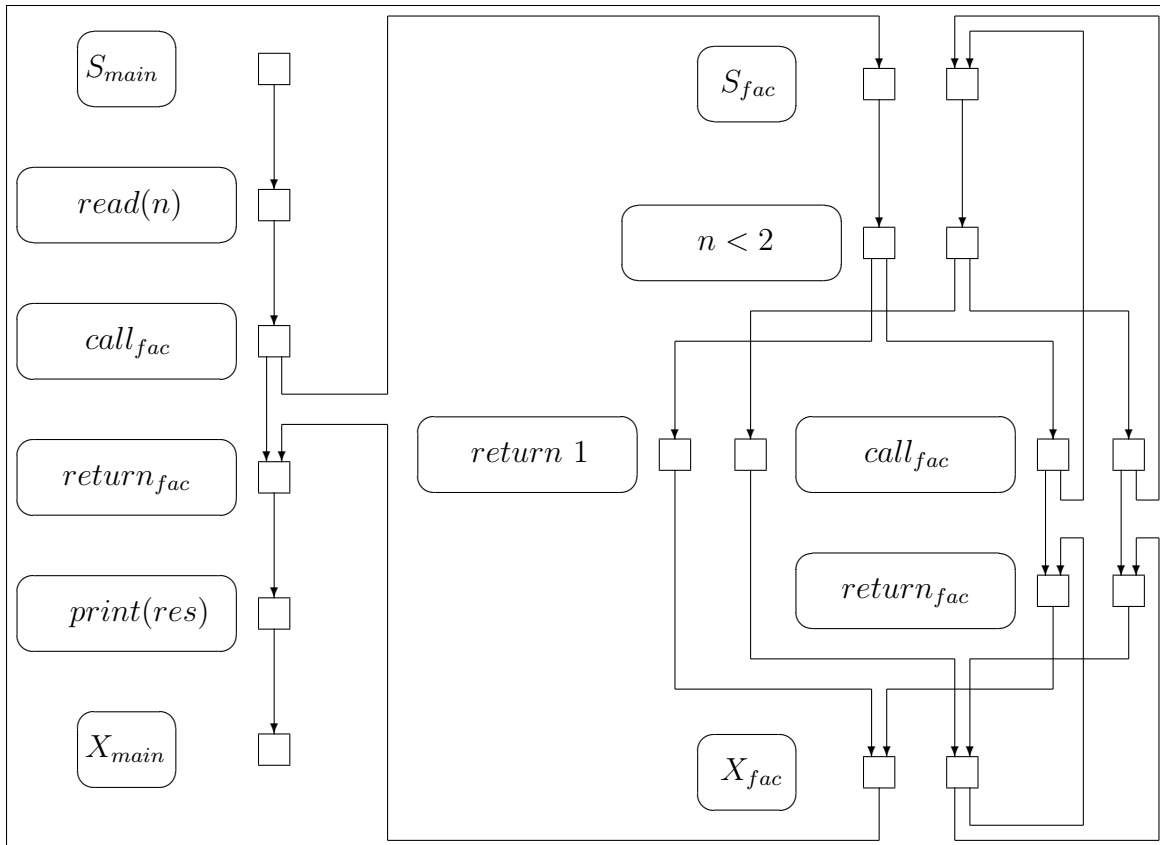 S_main
read(n)
call_fac
return_fac
print(res)
X_main
S_fac
n < 2
return 1
call_fac
return_fac
X_fac